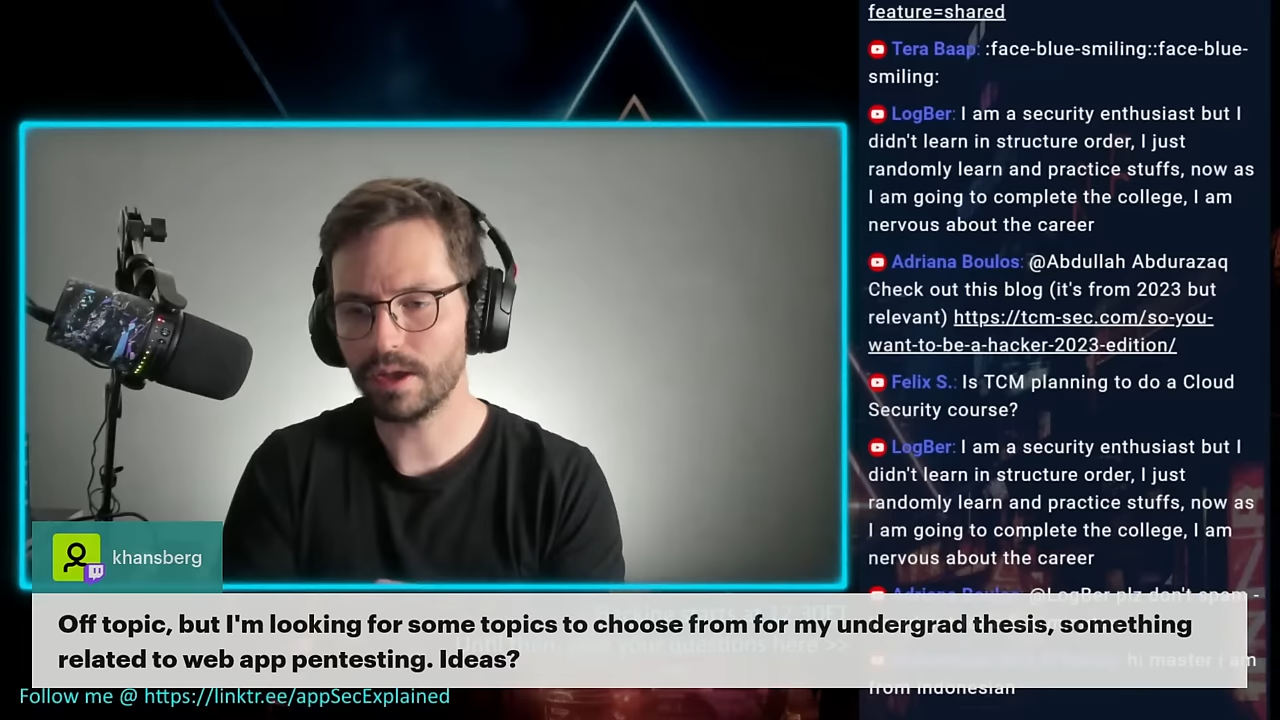 feature=shared
Tera Baap: :face-blue-smiling::face-blue-
smiling:
LogBer: I am a security enthusiast but I
didn't learn in structure order, I just
randomly learn and practice stuffs, now as
I am going to complete the college, I am
nervous about the career
Adriana Boulos: @Abdullah Abdurazaq
Check out this blog (it's from 2023 but
relevant) https://tcm-sec.com/so-you-
want-to-be-a-hacker-2023-edition/
Felix S.: Is TCM planning to do a Cloud
Security course?
LogBer: I am a security enthusiast but I
didn't learn in structure order, I just
randomly learn and practice stuffs, now as
I am going to complete the college, I am
nervous about the career
Adriana Boulos: @LogBer plz don't spam -
hi master i am
from indonesian
khansberg
Off topic, but I'm looking for some topics to choose from for my undergrad thesis, something
related to web app pentesting. Ideas?
Follow me @ https://linktr.ee/appSecExplained